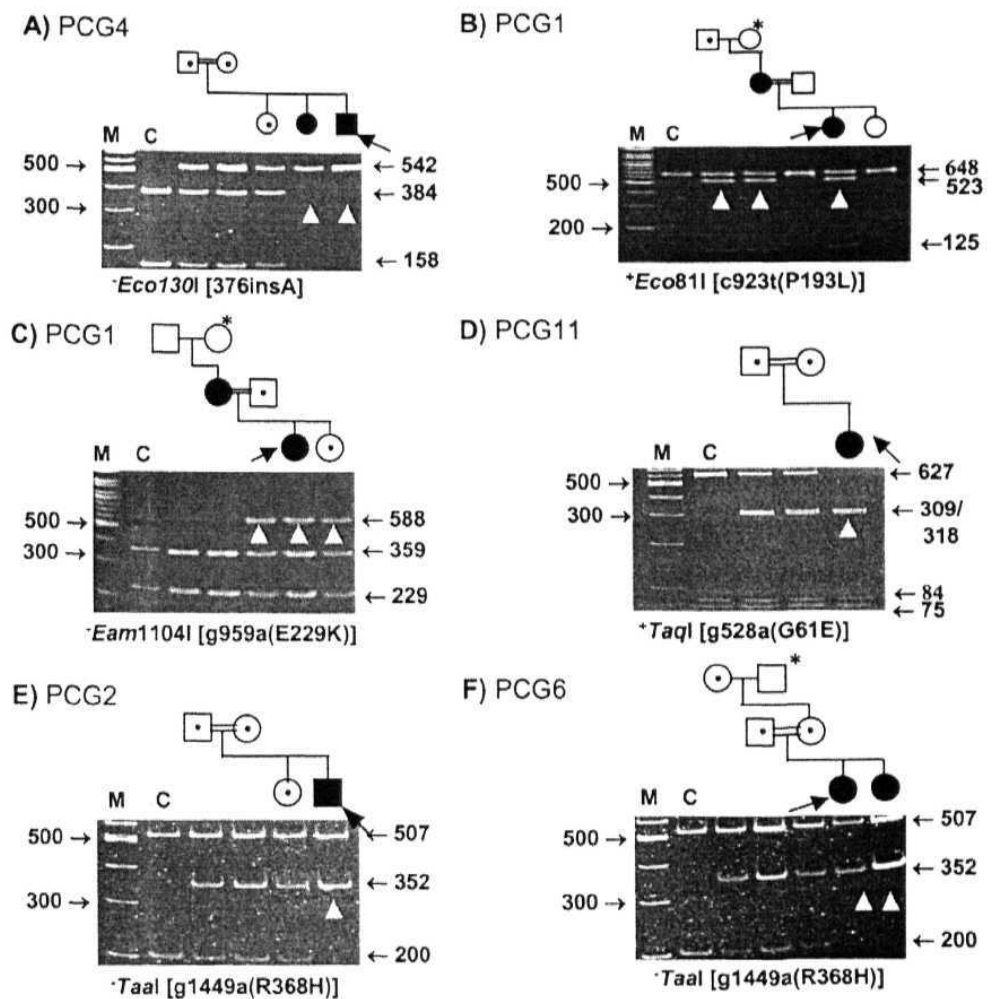 A) PCG4
M C
500 →
300 →
← 542
← 384
← 158
-Eco130I [376insA]
B) PCG1
*
M C
500 →
200 →
← 648
← 523
← 125
+Eco81I [c923t(P193L)]
C) PCG1
*
M C
500 →
300 →
← 588
← 359
← 229
-Eam1104I [g959a(E229K)]
D) PCG11
M C
500 →
300 →
← 627
← 309/
318
← 84
← 75
+TaqI [g528a(G61E)]
E) PCG2
M C
500 →
300 →
← 507
← 352
← 200
-TaaI [g1449a(R368H)]
F) PCG6
*
M C
500 →
300 →
← 507
← 352
← 200
-TaaI [g1449a(R368H)]